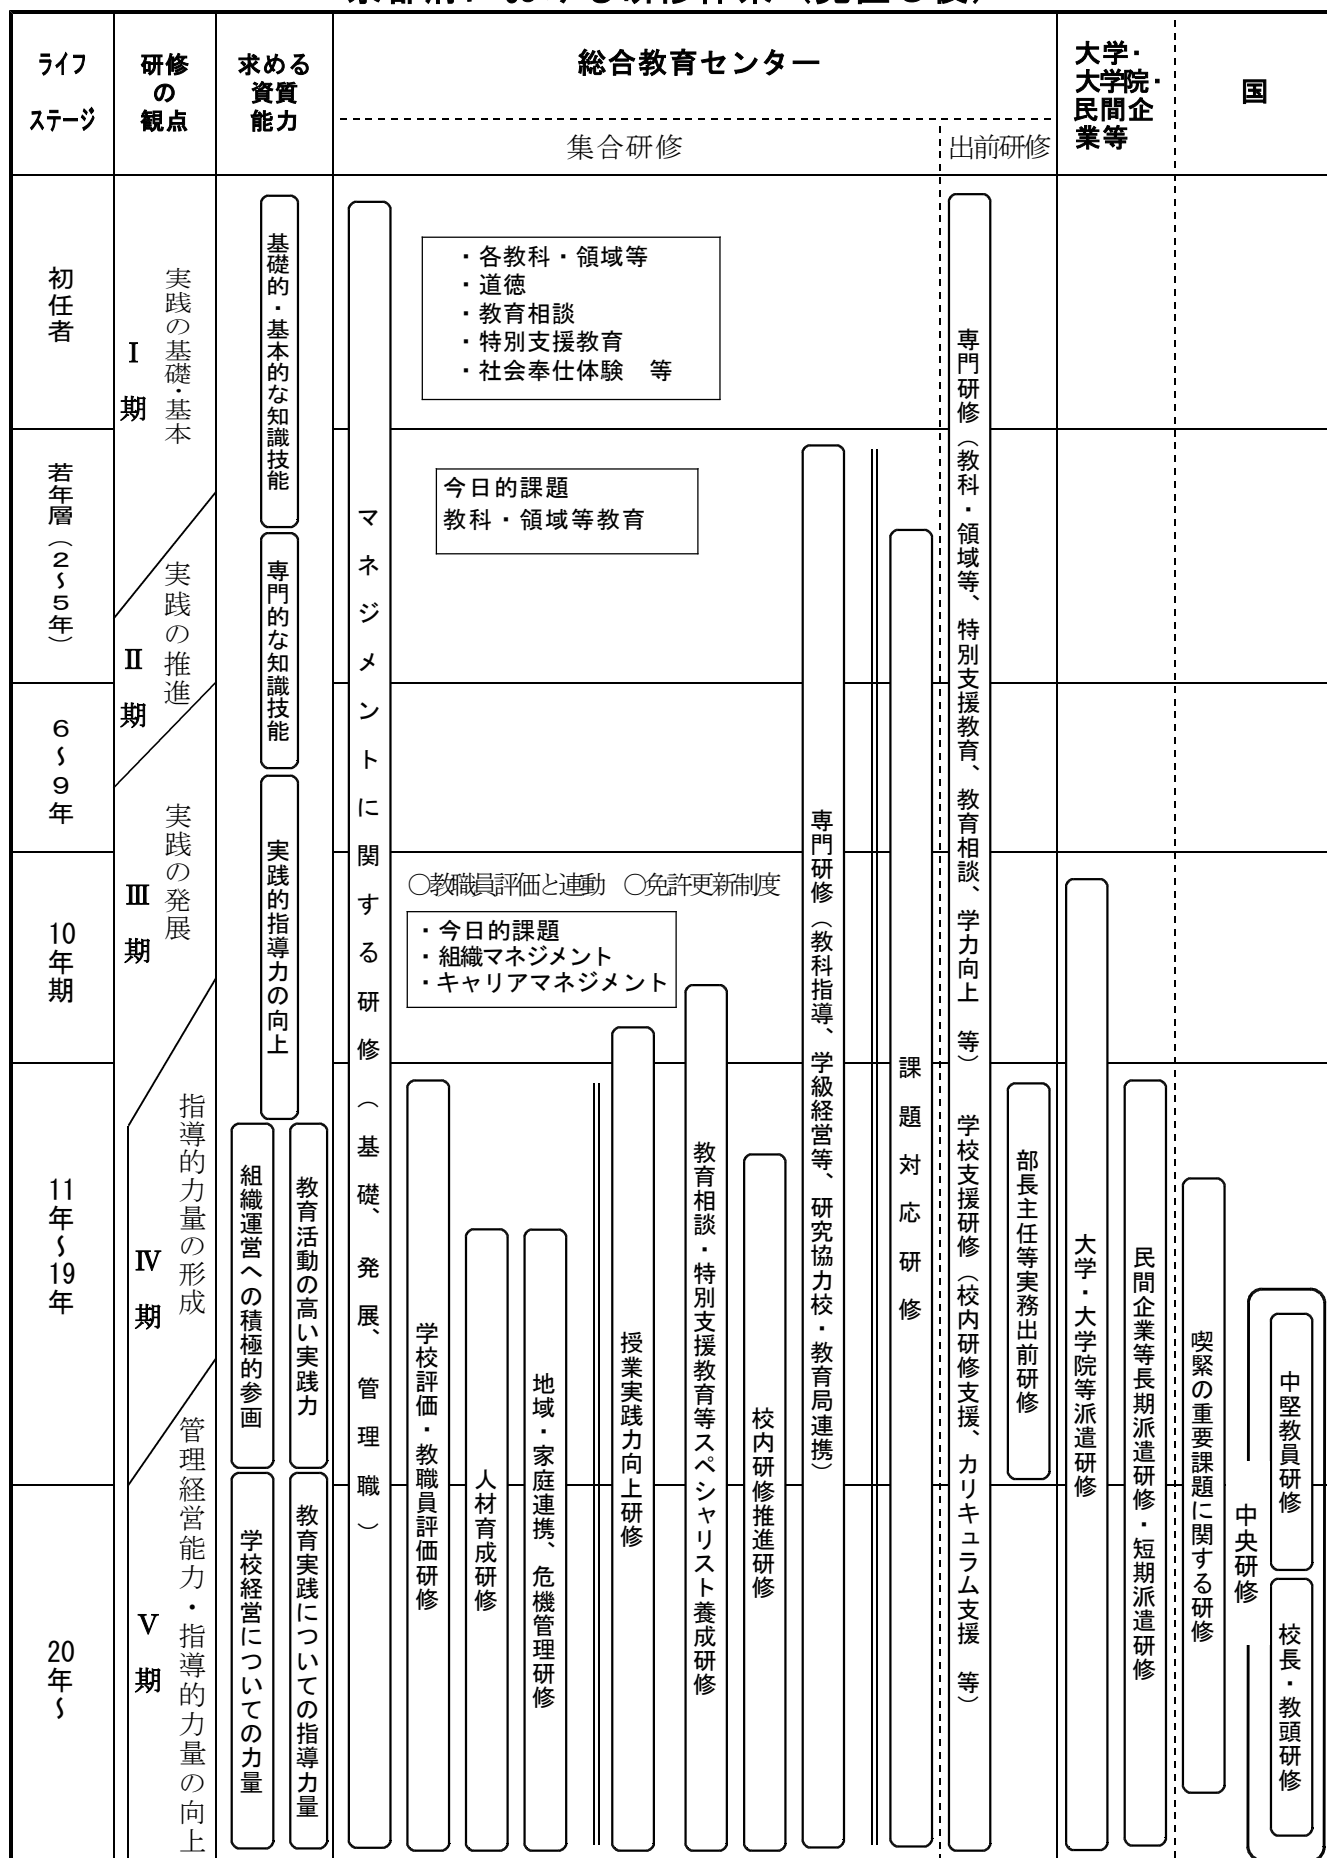 ライフ
ステージ
研修
の
観点
求める
資質
能力
総合教育センター
集合研修
出前研修
大学・
大学院・
民間企
業等
国
初任者
若年層（２～５年）
６～９年
10年期
11年～19年
20年～
Ⅰ期
実践の基礎・基本
Ⅱ期
実践の推進
Ⅲ期
実践の発展
Ⅳ期
指導的力量の形成
Ⅴ期
管理経営能力・指導的力量の向上
基礎的・基本的な知識技能
専門的な知識技能
実践的指導力の向上
組織運営への積極的参画
教育活動の高い実践力
学校経営についての力量
教育実践についての指導力量
マネジメントに関する研修（基礎、発展、管理職）
・各教科・領域等
・道徳
・教育相談
・特別支援教育
・社会奉仕体験　等
今日的課題
教科・領域等教育
○教職員評価と連動　○免許更新制度
・今日的課題
・組織マネジメント
・キャリアマネジメント
学校評価・教職員評価研修
人材育成研修
地域・家庭連携、危機管理研修
授業実践力向上研修
教育相談・特別支援教育等スペシャリスト養成研修
校内研修推進研修
専門研修（教科指導、学級経営等、研究協力校・教育局連携）
課題対応研修
専門研修（教科・領域等、特別支援教育、教育相談、学力向上　等）　学校支援研修（校内研修支援、カリキュラム支援　等）
部長主任等実務出前研修
大学・大学院等派遣研修
民間企業等長期派遣研修・短期派遣研修
喫緊の重要課題に関する研修
中央研修
中堅教員研修
校長・教頭研修